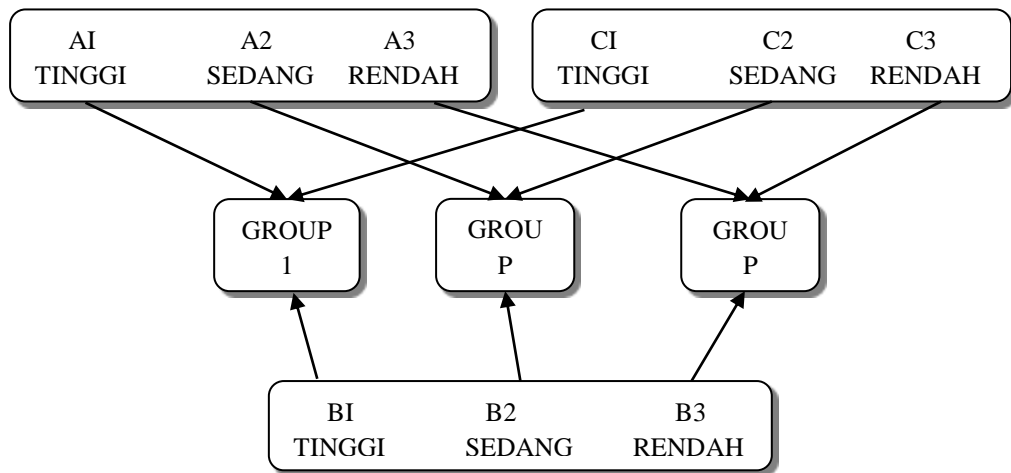 AI A2 A3
TINGGI SEDANG RENDAH
CI C2 C3
TINGGI SEDANG RENDAH
GROUP
1
GROU
P
GROU
P
BI B2 B3
TINGGI SEDANG RENDAH